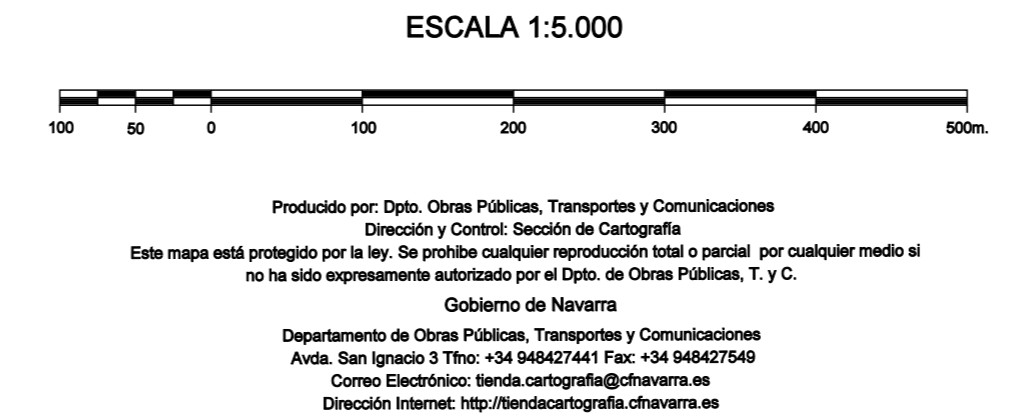 ESCALA 1:5.000
100 50 0 100 200 300 400 500m.
Producido por: Dpto. Obras Públicas, Transportes y Comunicaciones
Dirección y Control: Sección de Cartografía
Este mapa está protegido por la ley. Se prohibe cualquier reproducción total o parcial por cualquier medio si
no ha sido expresamente autorizado por el Dpto. de Obras Públicas, T. y C.
Gobierno de Navarra
Departamento de Obras Públicas, Transportes y Comunicaciones
Avda. San Ignacio 3 Tfno: +34 948427441 Fax: +34 948427549
Correo Electrónico: tienda.cartografia@cfnavarra.es
Dirección Internet: http://tiendacartografia.cfnavarra.es